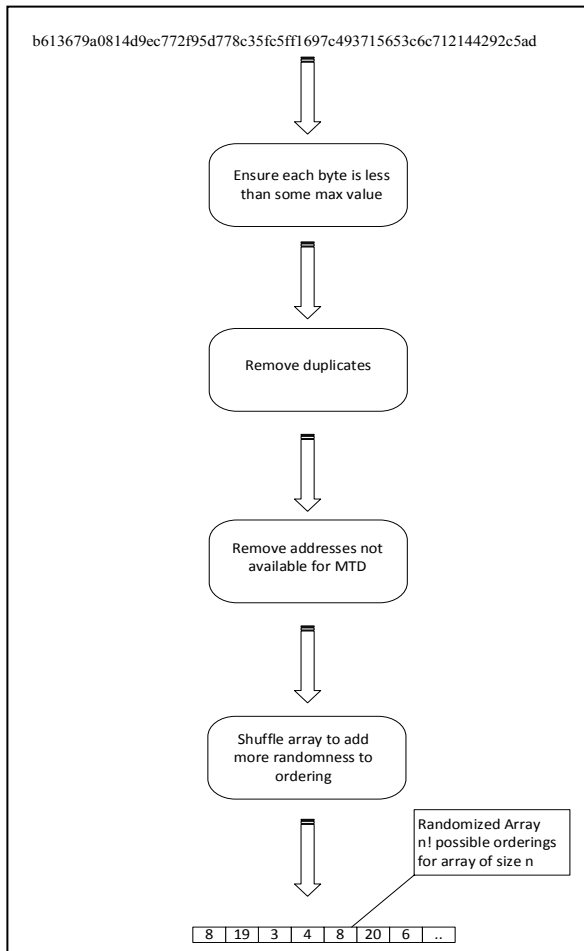 b613679a0814d9ec772f95d778c35fc5ff1697c493715653c6c712144292c5ad
Ensure each byte is less
than some max value
Remove duplicates
Remove addresses not
available for MTD
Shuffle array to add
more randomness to
ordering
Randomized Array
n! possible orderings
for array of size n
8 19 3 4 8 20 6 ..